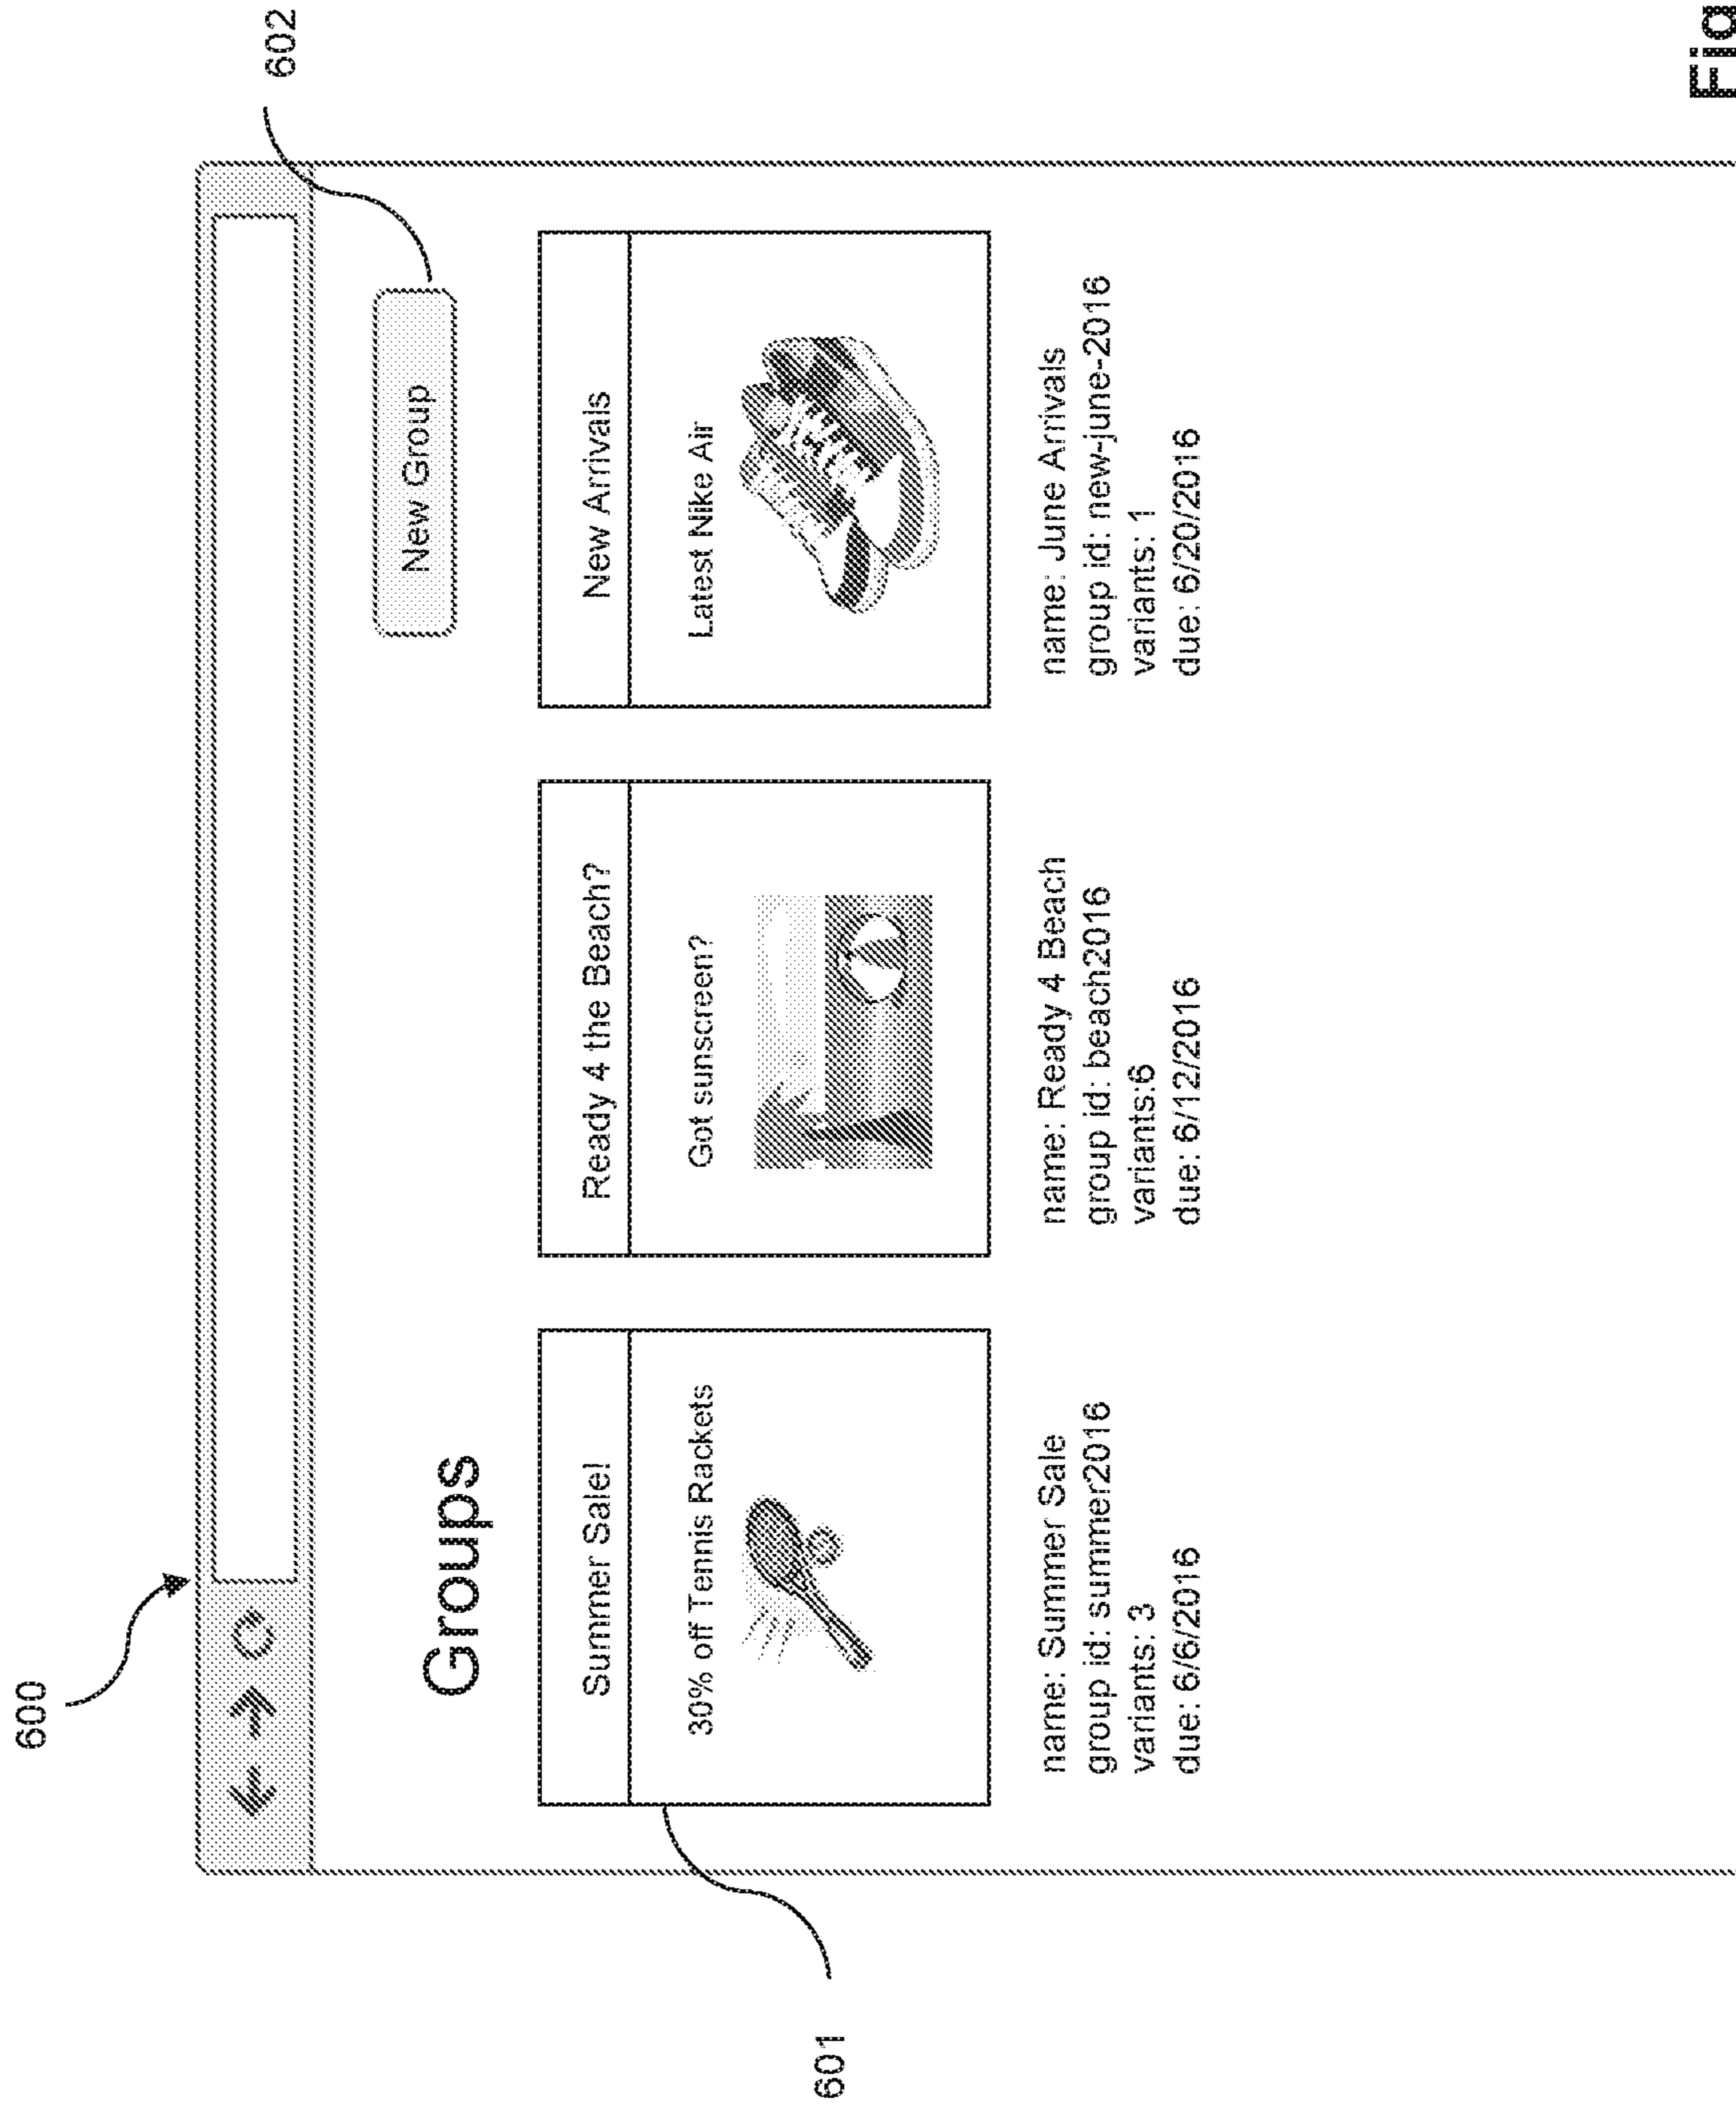 600
602
New Group
Groups
Summer Sale!
30% off Tennis Rackets
name: Summer Sale
group id: summer2016
variants: 3
due: 6/6/2016
Ready 4 the Beach?
Got sunscreen?
name: Ready 4 Beach
group id: beach2016
variants:6
due: 6/12/2016
New Arrivals
Latest Nike Air
name: June Arrivals
group id: new-june-2016
variants: 1
due: 6/20/2016
601
Fig